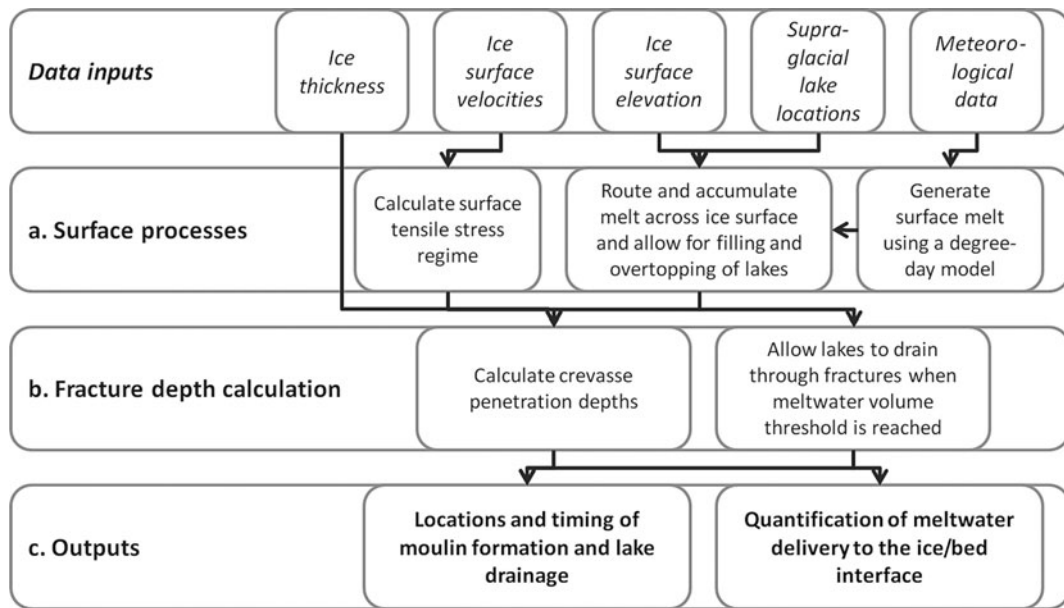 Data inputs
Ice
thickness
Ice
surface
velocities
Ice
surface
elevation
Supra-
glacial
lake
locations
Meteoro-
logical
data
a. Surface processes
Calculate surface
tensile stress
regime
Route and accumulate
melt across ice surface
and allow for filling and
overtopping of lakes
Generate
surface melt
using a degree-
day model
b. Fracture depth calculation
Calculate crevasse
penetration depths
Allow lakes to drain
through fractures when
meltwater volume
threshold is reached
c. Outputs
Locations and timing of
moulin formation and lake
drainage
Quantification of meltwater
delivery to the ice/bed
interface